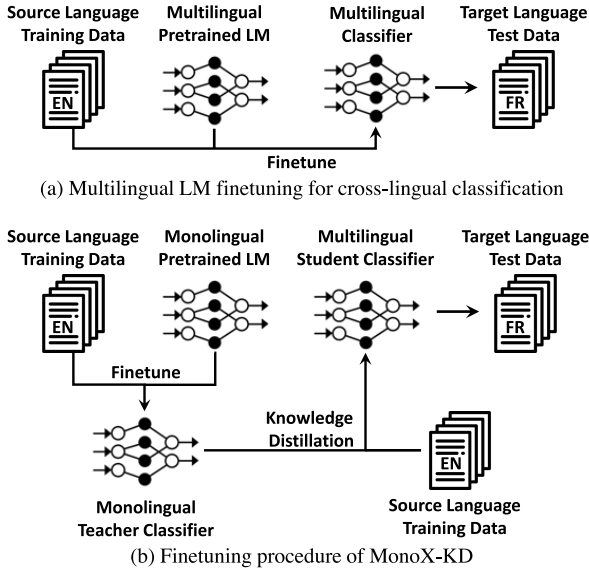 Source Language
Training Data
Multilingual
Pretrained LM
Multilingual
Classifier
Target Language
Test Data
EN
FR
Finetune
(a) Multilingual LM finetuning for cross-lingual classification
Source Language
Training Data
Monolingual
Pretrained LM
Multilingual
Student Classifier
Target Language
Test Data
EN
FR
Finetune
Knowledge
Distillation
EN
Monolingual
Teacher Classifier
Source Language
Training Data
(b) Finetuning procedure of MonoX-KD